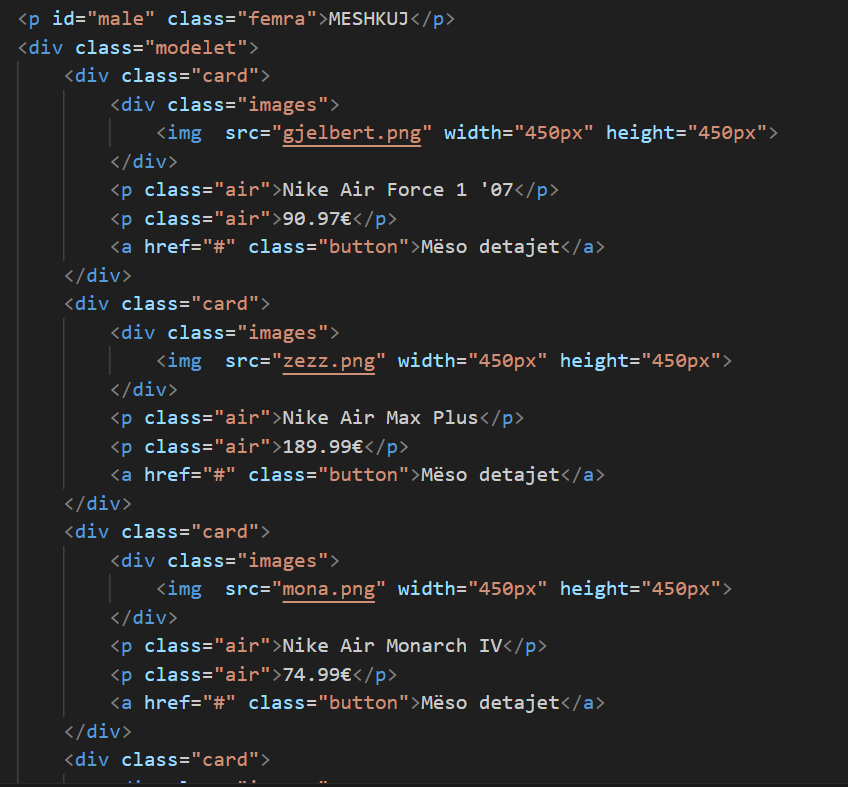 <p id="male" class="femra">MESHKUJ</p>
<div class="modelet">
    <div class="card">
        <div class="images">
            <img  src="gjelbert.png" width="450px" height="450px">
        </div>
        <p class="air">Nike Air Force 1 '07</p>
        <p class="air">90.97€</p>
        <a href="#" class="button">Mëso detajet</a>
    </div>
    <div class="card">
        <div class="images">
            <img  src="zezz.png" width="450px" height="450px">
        </div>
        <p class="air">Nike Air Max Plus</p>
        <p class="air">189.99€</p>
        <a href="#" class="button">Mëso detajet</a>
    </div>
    <div class="card">
        <div class="images">
            <img  src="mona.png" width="450px" height="450px">
        </div>
        <p class="air">Nike Air Monarch IV</p>
        <p class="air">74.99€</p>
        <a href="#" class="button">Mëso detajet</a>
    </div>
    <div class="card">